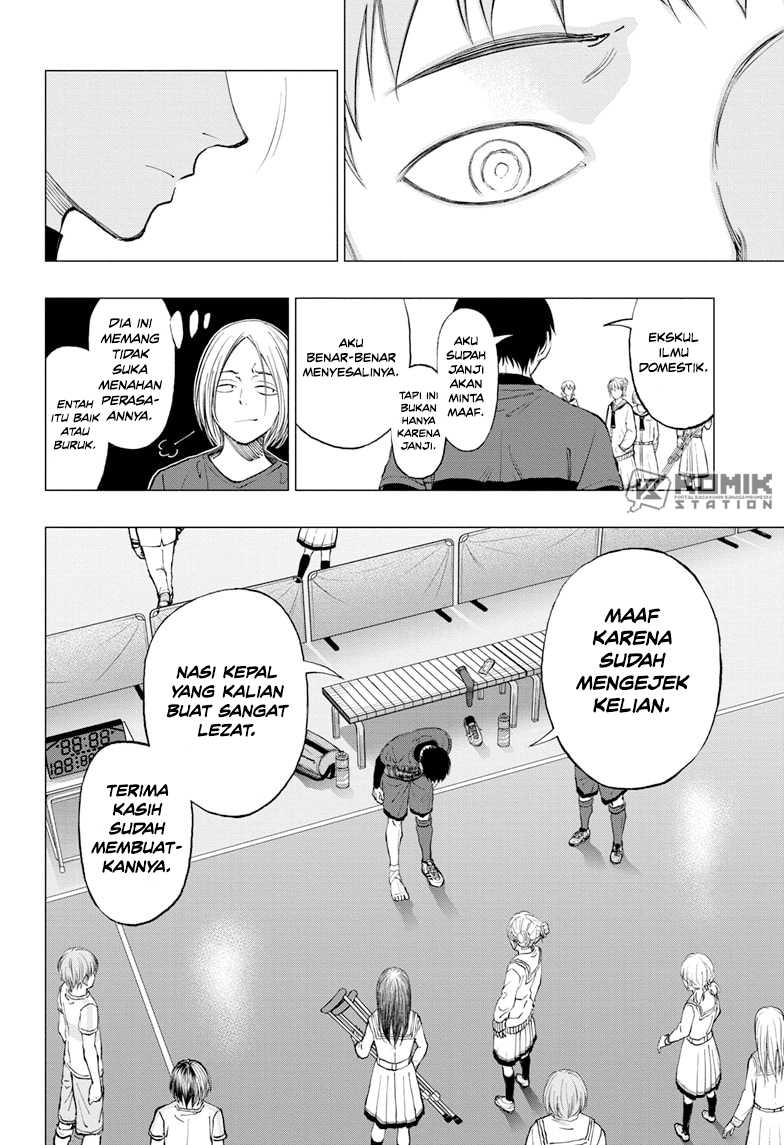 EKSKUL
ILMU
DOMESTIK.
AKU
SUDAH
JANJI
AKAN
MINTA
MAAF.
TAPI INI
BUKAN
HANYA
KARENA
JANJI.
AKU
BENAR-BENAR
MENYESALINYA.
DIA INI
MEMANG
TIDAK
SUKA
MENAHAN
PERASA-
ANNYA.
ENTAH
ITU BAIK
ATAU
BURUK.
KOMIK
STATION
MAAF
KARENA
SUDAH
MENGEJEK
KELIAN.
NASI KEPAL
YANG KALIAN
BUAT SANGAT
LEZAT.
TERIMA
KASIH
SUDAH
MEMBUAT-
KANNYA.